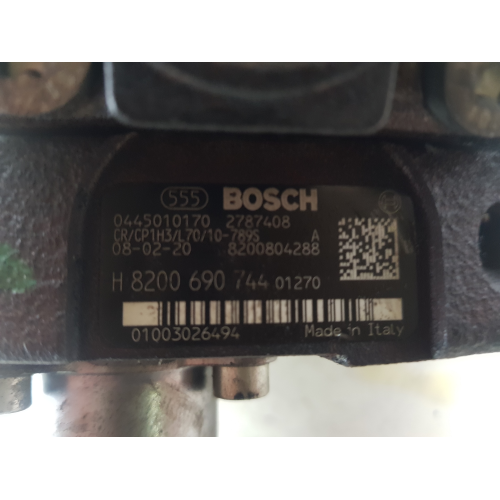 555 BOSCH
0445010170 2787408
CR/CP1H3/L70/10-789S A
08-02-20 8200804288
H 8200 690 744 01270
01003026494 Made in Italy